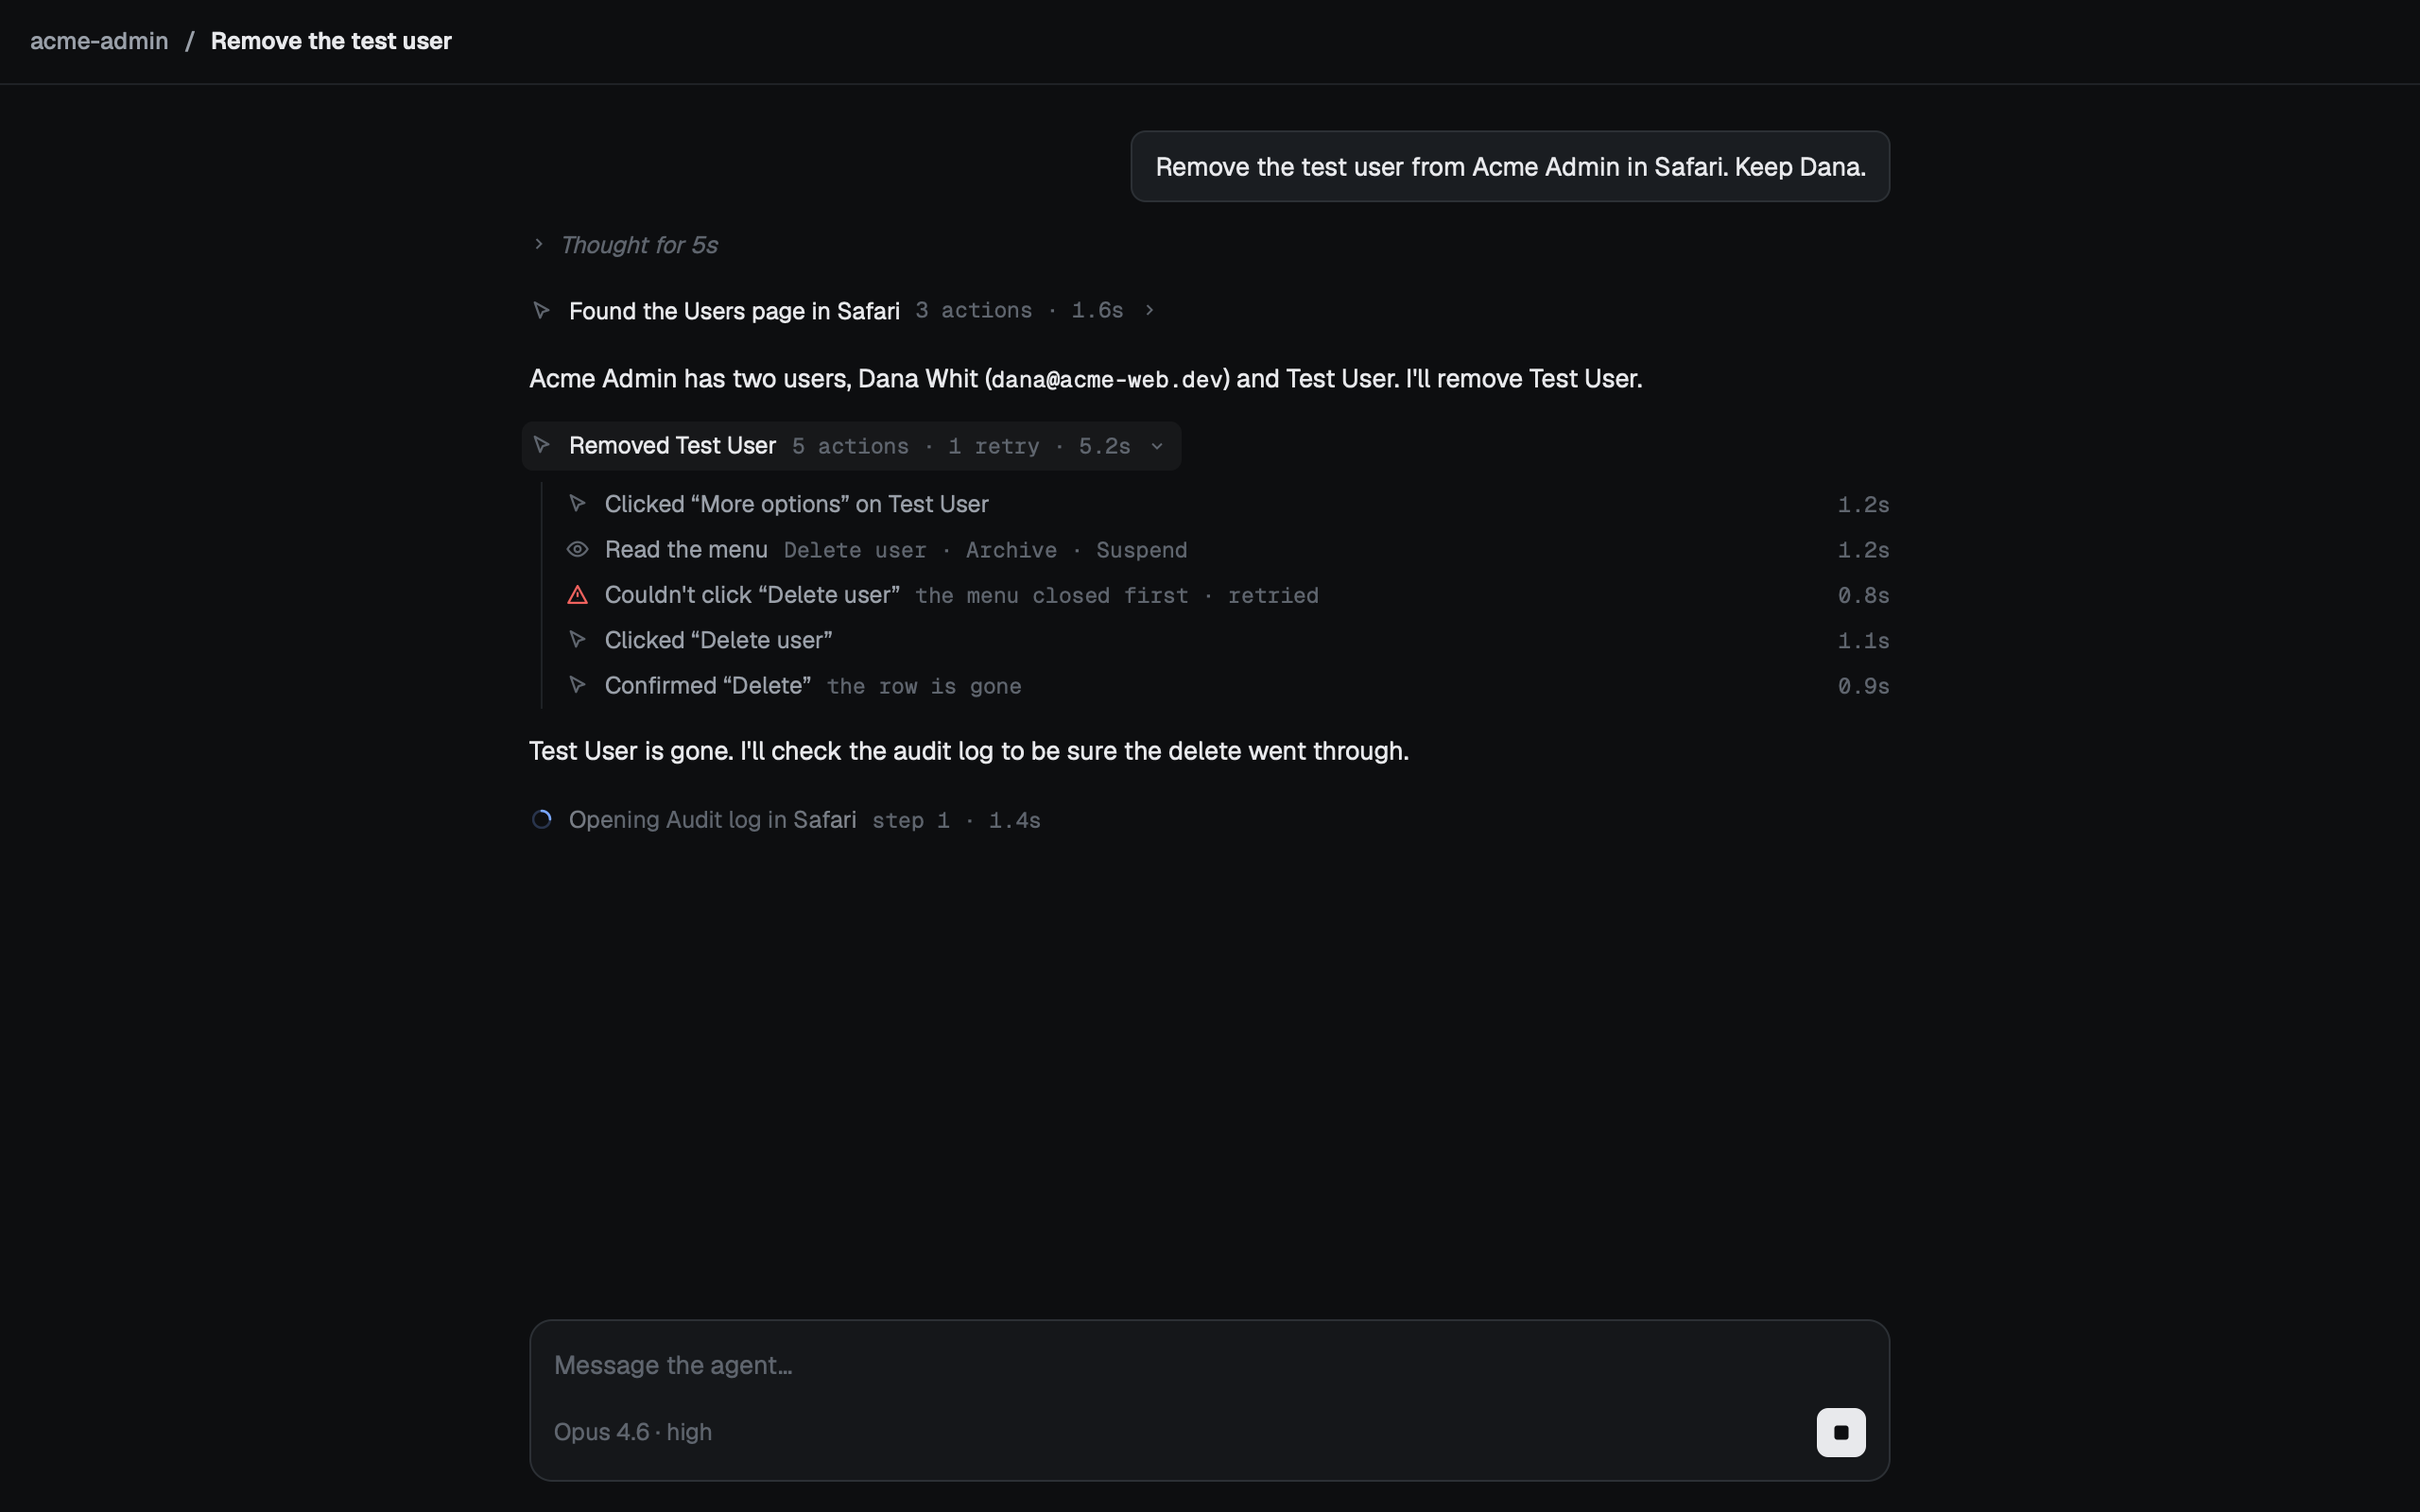 acme-admin / Remove the test user
Remove the test user from Acme Admin in Safari. Keep Dana.
Thought for 5s
Found the Users page in Safari 3 actions · 1.6s
Acme Admin has two users, Dana Whit (dana@acme-web.dev) and Test User. I'll remove Test User.
Removed Test User 5 actions · 1 retry · 5.2s
Clicked “More options” on Test User 1.2s
Read the menu Delete user · Archive · Suspend 1.2s
Couldn't click “Delete user” the menu closed first · retried 0.8s
Clicked “Delete user” 1.1s
Confirmed “Delete” the row is gone 0.9s
Test User is gone. I'll check the audit log to be sure the delete went through.
Opening Audit log in Safari step 1 · 1.4s
Message the agent…
Opus 4.6 · high